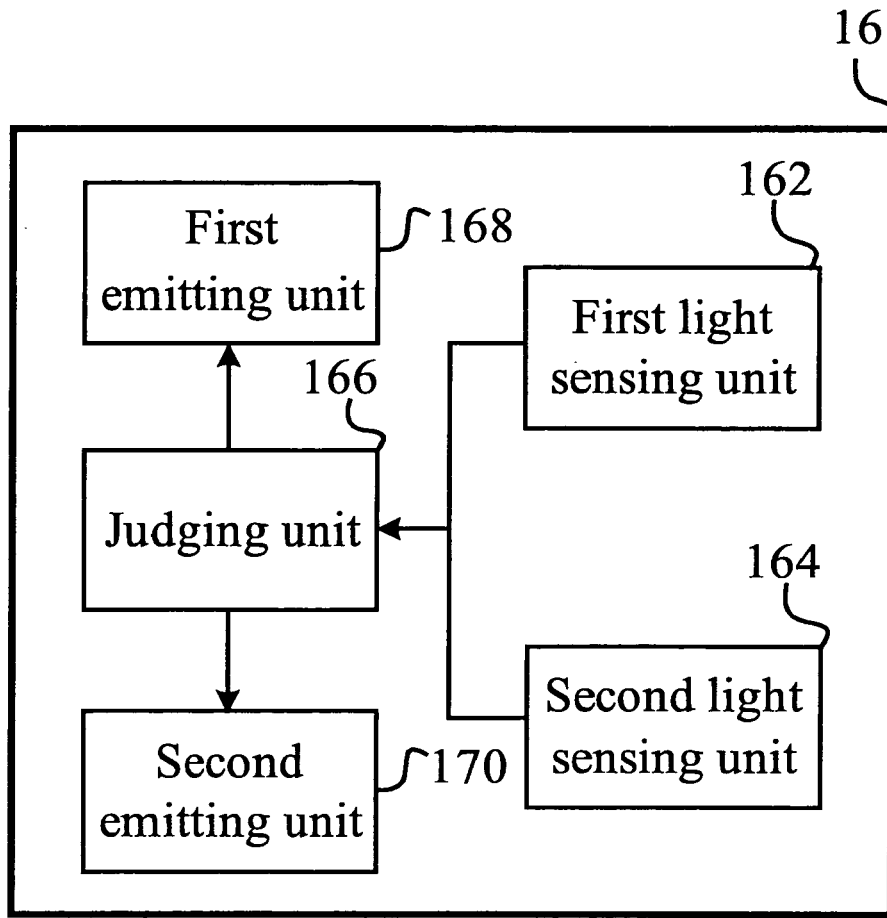 16
162
First
emitting unit
168
First light
sensing unit
166
Judging unit
164
Second light
sensing unit
Second
emitting unit
170